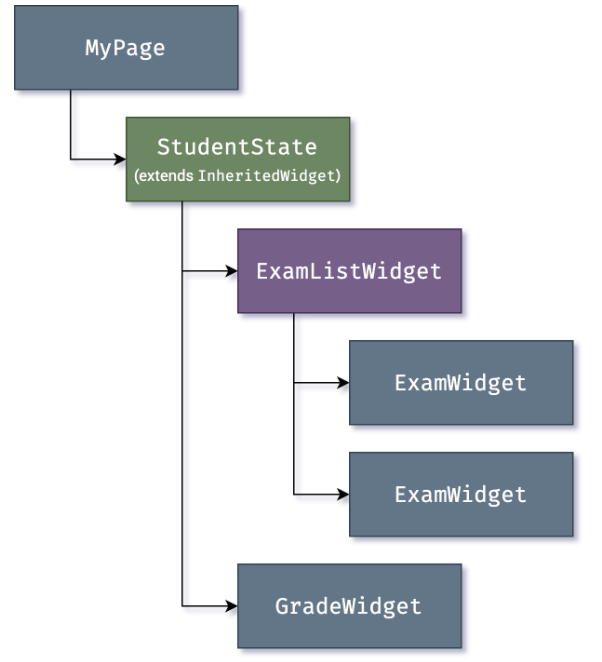 MyPage
StudentState
(extends InheritedWidget)
ExamListWidget
ExamWidget
ExamWidget
GradeWidget